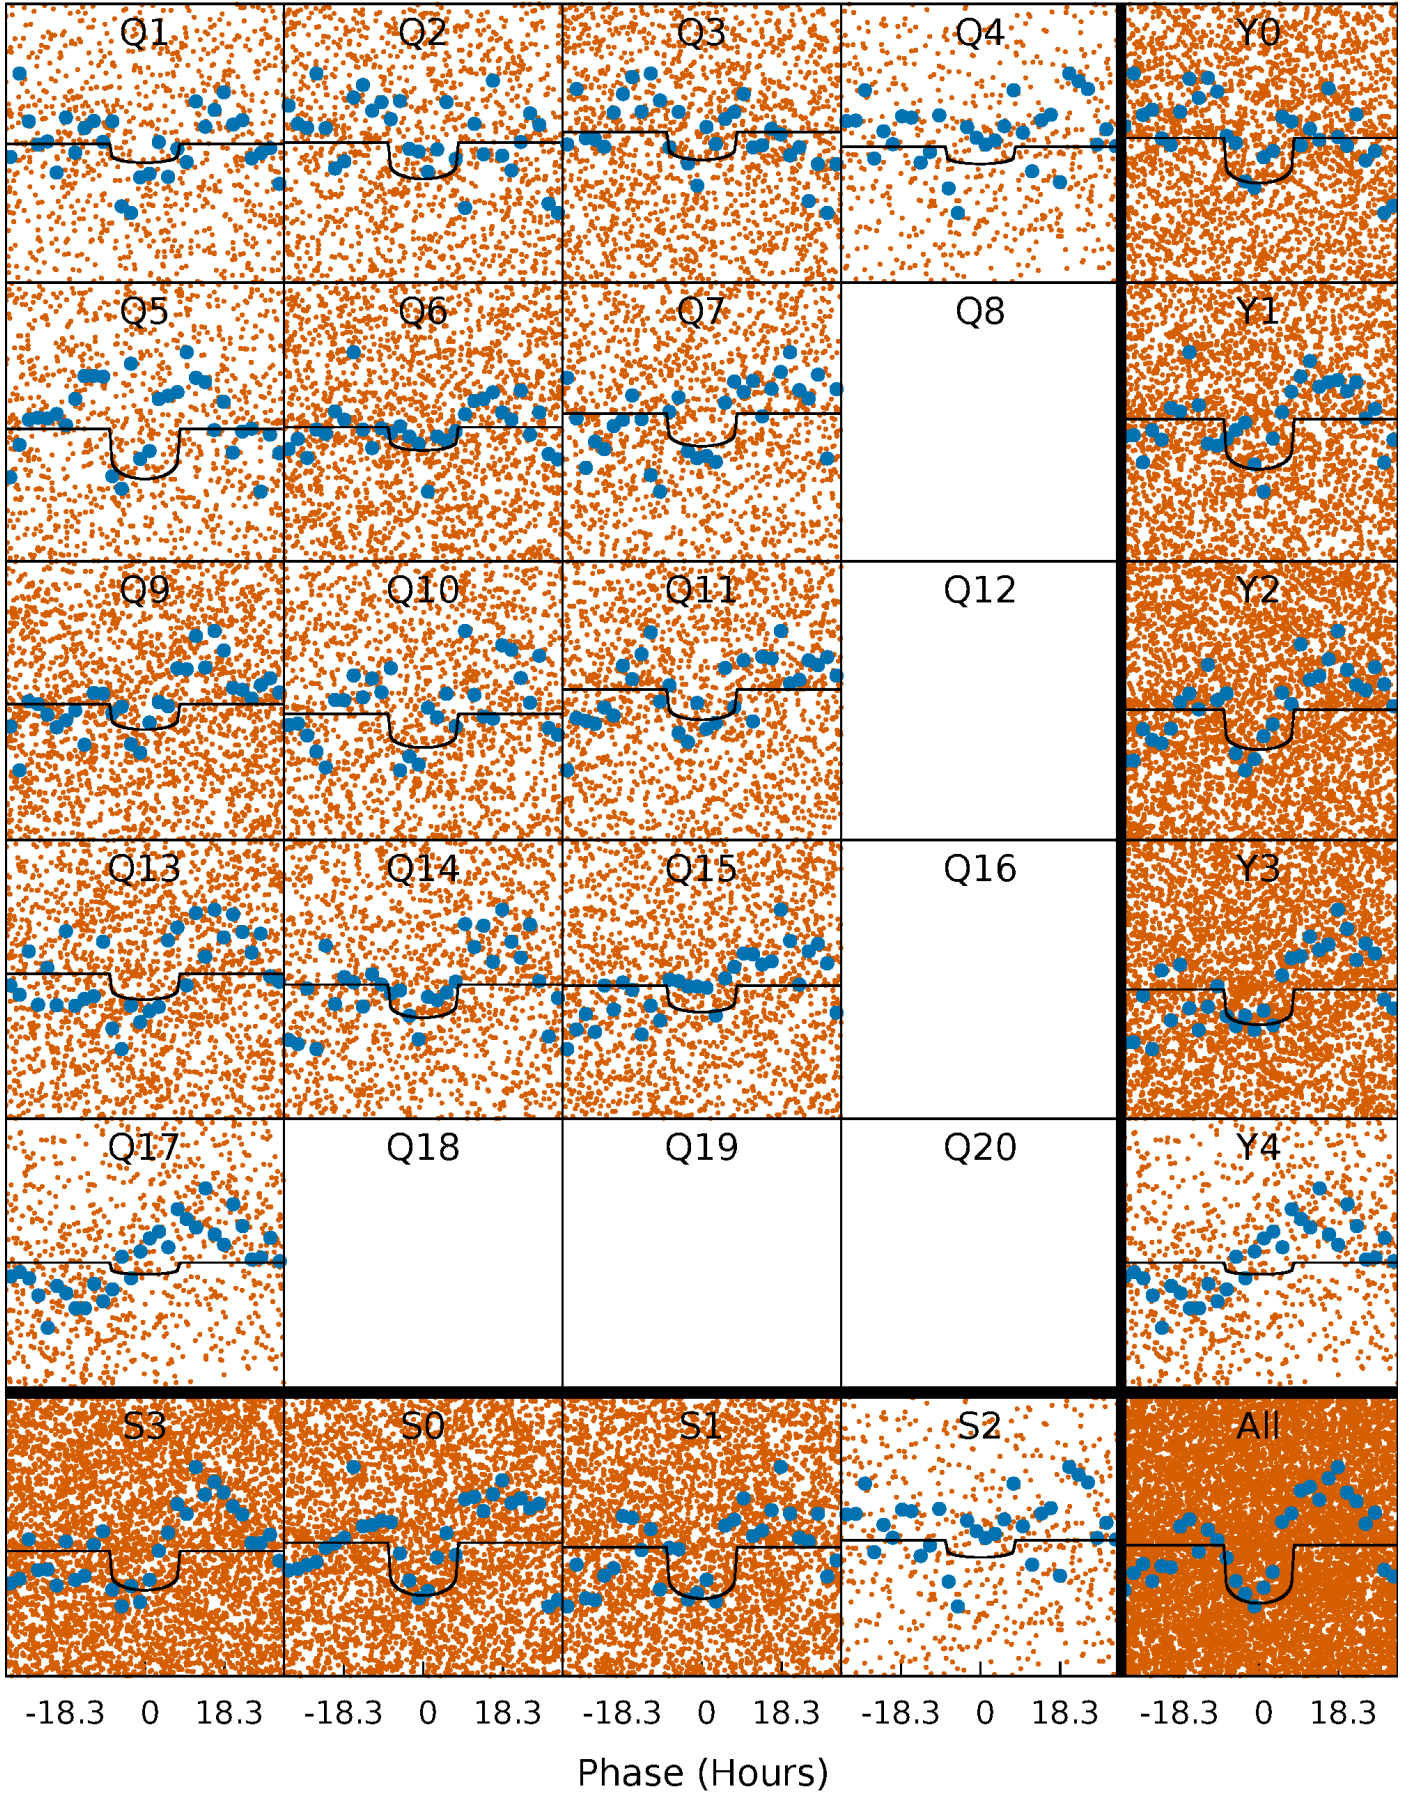 Q1 Q2 Q3 Q4 Y0
Q5 Q6 Q7 Q8 Y1
Q9 Q10 Q11 Q12 Y2
Q13 Q14 Q15 Q16 Y3
Q17 Q18 Q19 Q20 Y4
S3 S0 S1 S2 All
-18.3 0 18.3 -18.3 0 18.3 -18.3 0 18.3 -18.3 0 18.3 -18.3 0 18.3
Phase (Hours)